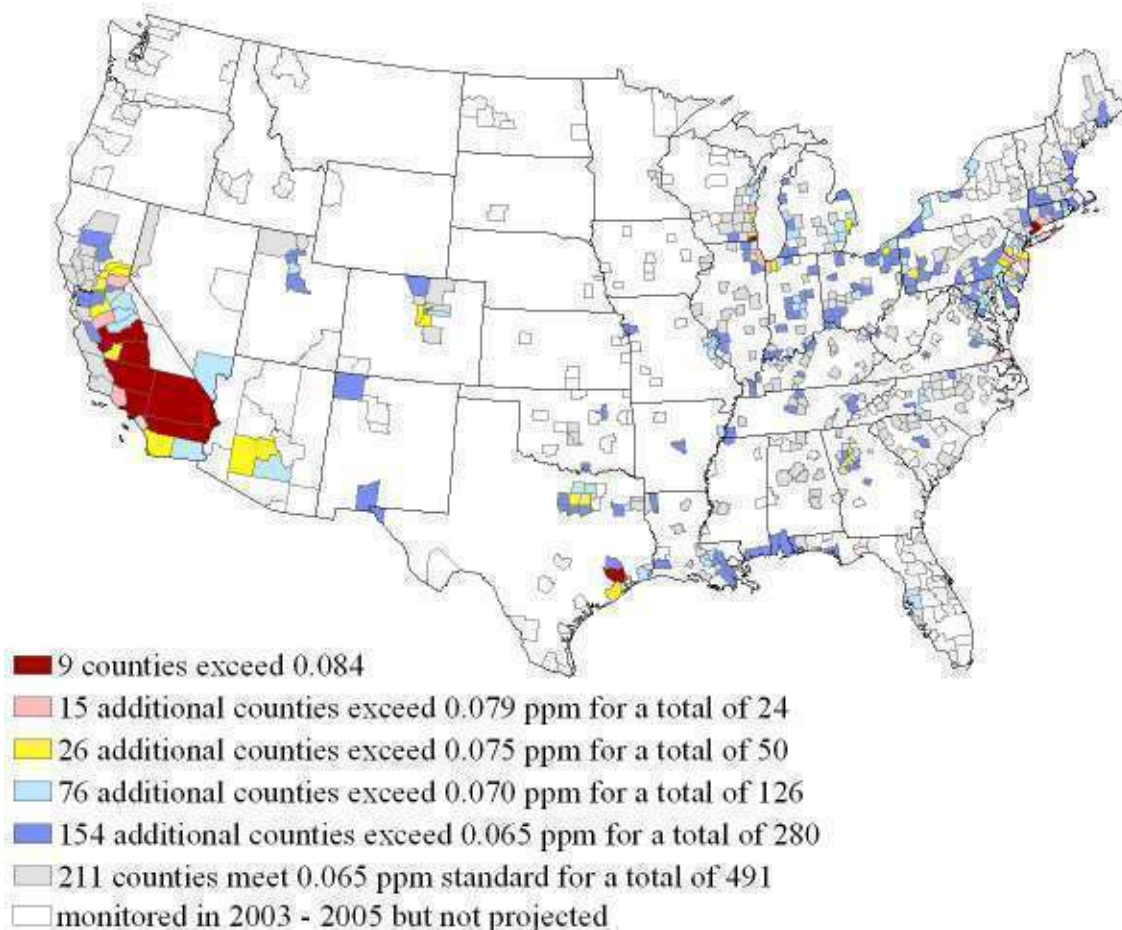 9 counties exceed 0.084
15 additional counties exceed 0.079 ppm for a total of 24
26 additional counties exceed 0.075 ppm for a total of 50
76 additional counties exceed 0.070 ppm for a total of 126
154 additional counties exceed 0.065 ppm for a total of 280
211 counties meet 0.065 ppm standard for a total of 491
monitored in 2003 - 2005 but not projected